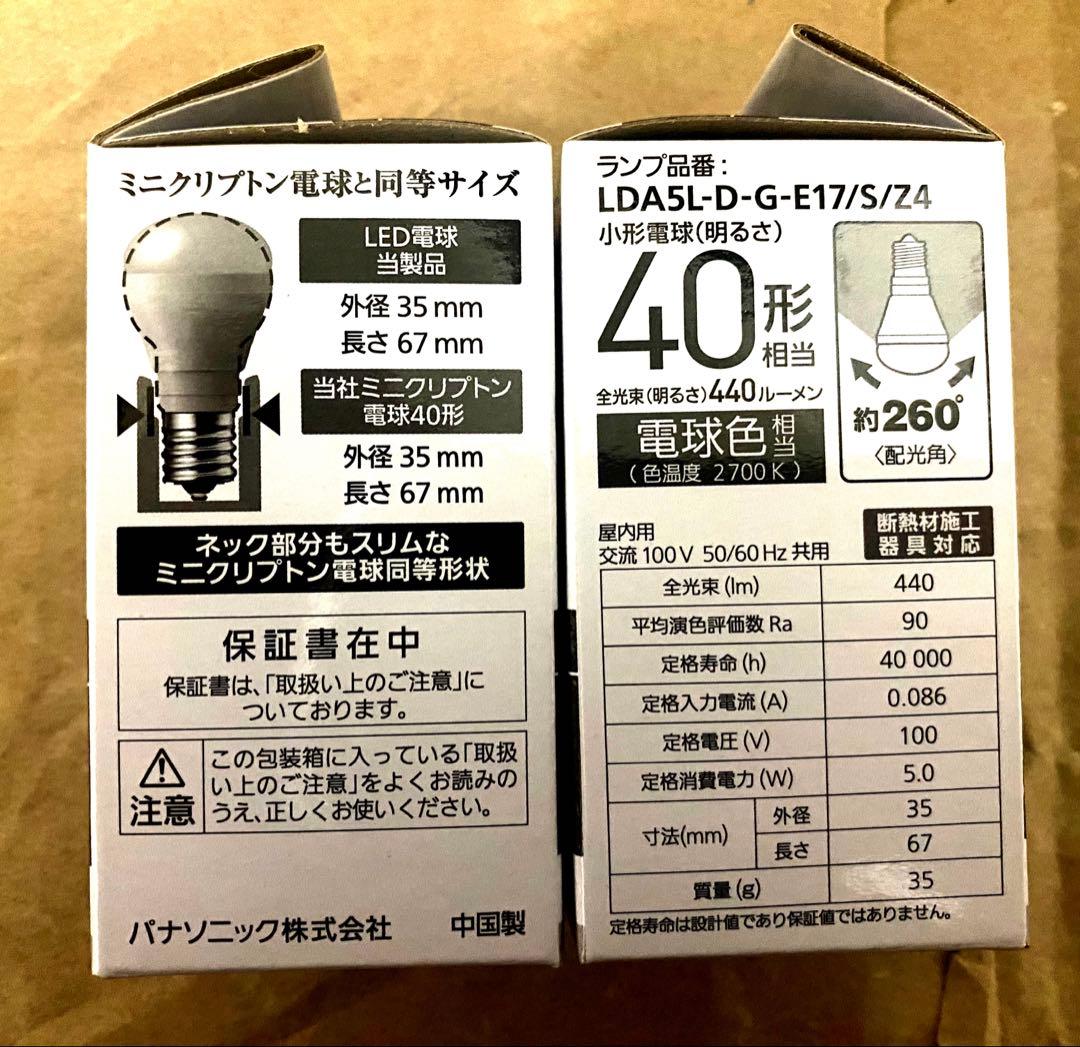 ミニクリプトン電球と同等サイズ
LED電球
当製品
外径 35 mm
長さ 67 mm
当社ミニクリプトン
電球40形
外径 35 mm
長さ 67 mm
ネック部分もスリムな
ミニクリプトン電球同等形状
保証書在中
保証書は、「取扱い上のご注意」に
ついております。
注意
この包装箱に入っている「取扱
い上のご注意」をよくお読みの
うえ、正しくお使いください。
パナソニック株式会社 中国製
ランプ品番：
LDA5L-D-G-E17/S/Z4
小形電球(明るさ)
40形
相当
全光束(明るさ)440ルーメン
電球色相当
(色温度 2700K)
約260°
〈配光角〉
屋内用
交流100V 50/60Hz 共用
断熱材施工
器具対応
全光束(lm) 440
平均演色評価数 Ra 90
定格寿命(h) 40 000
定格入力電流(A) 0.086
定格電圧(V) 100
定格消費電力(W) 5.0
寸法(mm) 外径 35
長さ 67
質量(g) 35
定格寿命は設計値であり保証値ではありません。